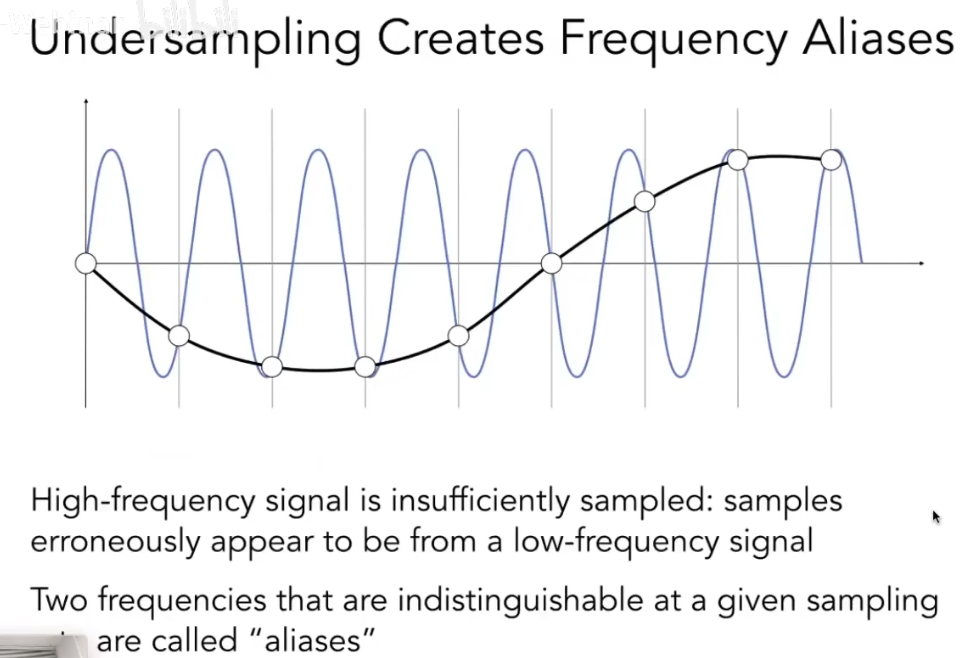 Undersampling Creates Frequency Aliases
High-frequency signal is insufficiently sampled: samples
erroneously appear to be from a low-frequency signal
Two frequencies that are indistinguishable at a given sampling
are called “aliases”